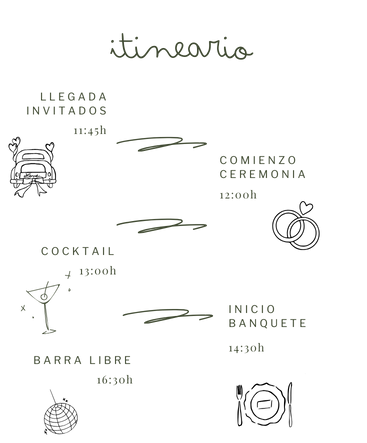 itineario
LLEGADA
INVITADOS
11:45h
COMIENZO
CEREMONIA
12:00h
COCKTAIL
13:00h
INICIO
BANQUETE
14:30h
BARRA LIBRE
16:30h